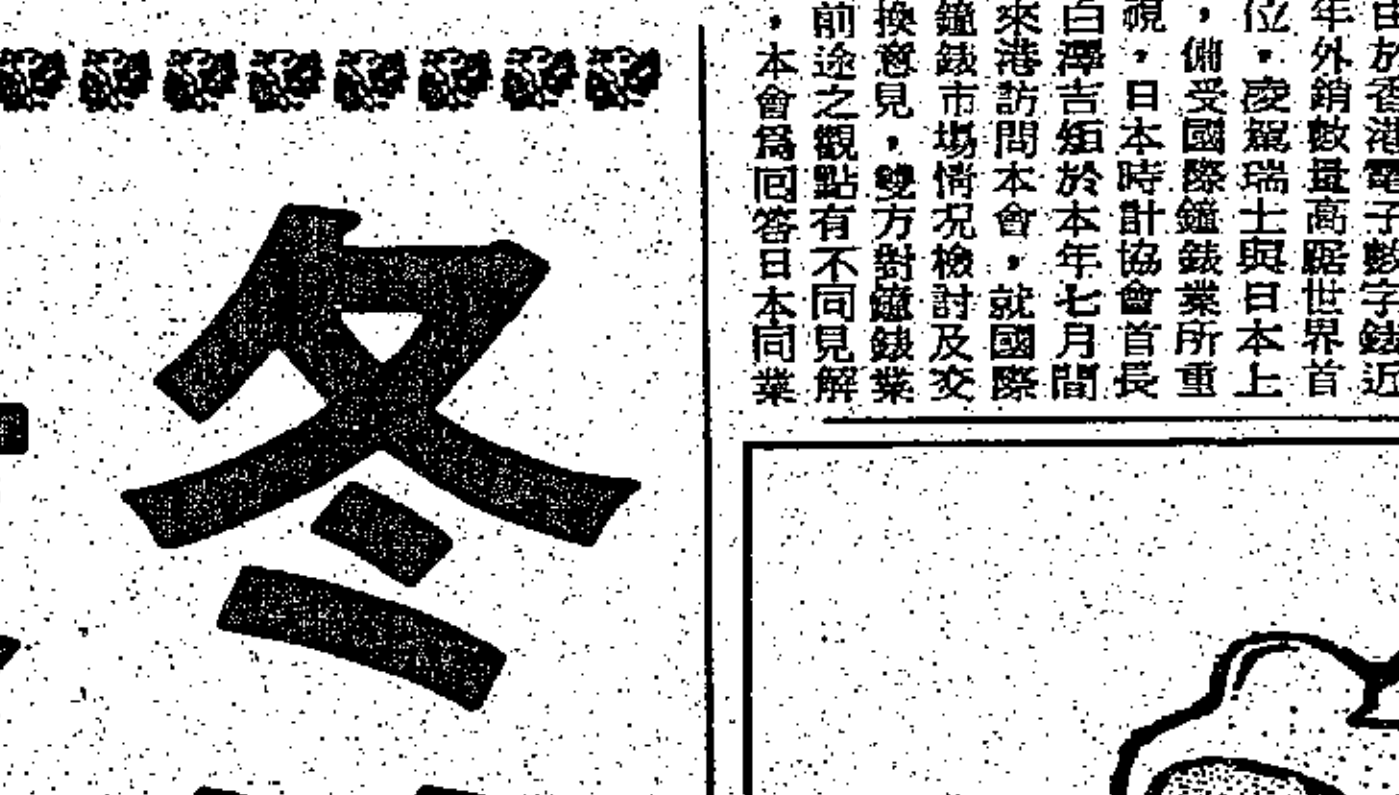 由於香港電子數字錶近
年外銷數量高踞世界首
位，凌駕瑞士與日本上
，備受國際鐘錶業所重
視，日本時計協會首長
白澤吉烜於本年七月間
來港訪問本會，就國際
鐘錶市場情況檢討及交
換意見，雙方對鐘錶業
前途之觀點有不同見解
，本會爲回答日本同業
冬